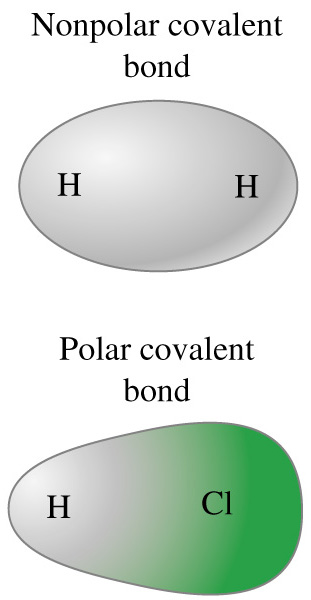 Nonpolar covalent
bond
H H
Polar covalent
bond
H Cl